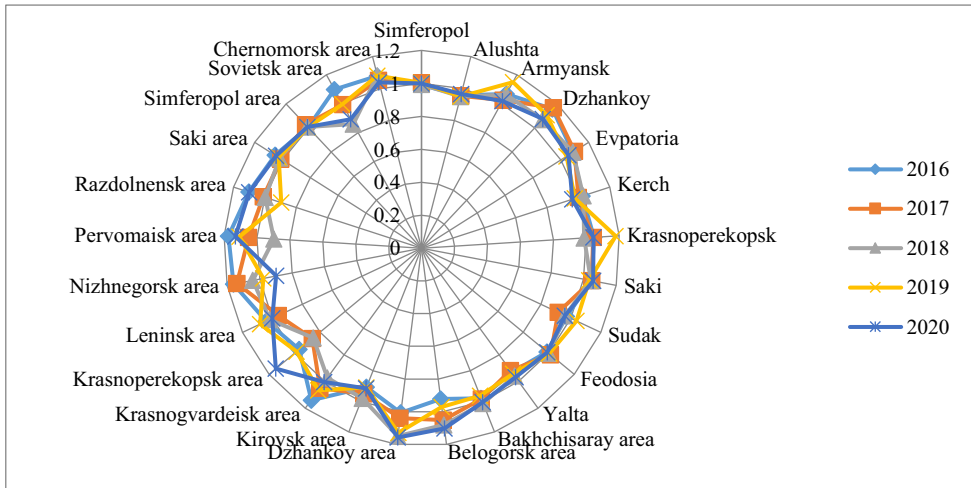 Simferopol
Alushta
Armyansk
Dzhankoy
Evpatoria
Kerch
Krasnoperekopsk
Saki
Sudak
Feodosia
Yalta
Bakhchisaray area
Belogorsk area
Dzhankoy area
Kirovsk area
Krasnogvardeisk area
Krasnoperekopsk area
Leninsk area
Nizhnegorsk area
Pervomaisk area
Razdolnensk area
Saki area
Simferopol area
Sovietsk area
Chernomorsk area
1.2
1
0.8
0.6
0.4
0.2
0
2016
2017
2018
2019
2020